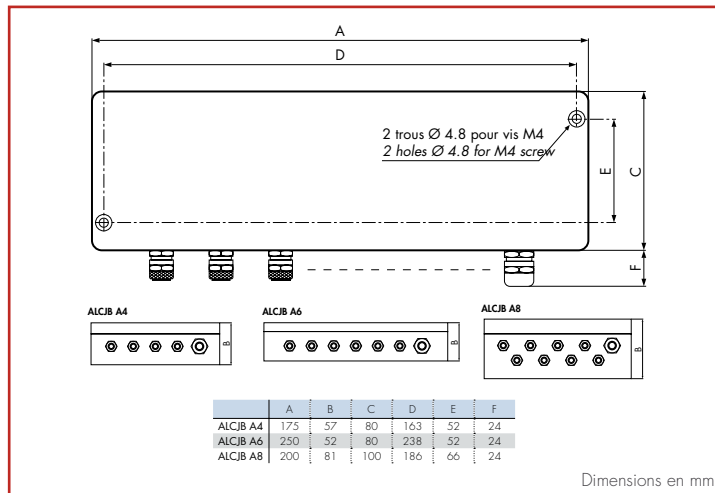 A
D
2 trous Ø 4.8 pour vis M4
2 holes Ø 4.8 for M4 screw
E
C
F
ALCJB A4
B
ALCJB A6
B
ALCJB A8
B
A B C D E F
ALCJB A4 175 57 80 163 52 24
ALCJB A6 250 52 80 238 52 24
ALCJB A8 200 81 100 186 66 24
Dimensions en mm